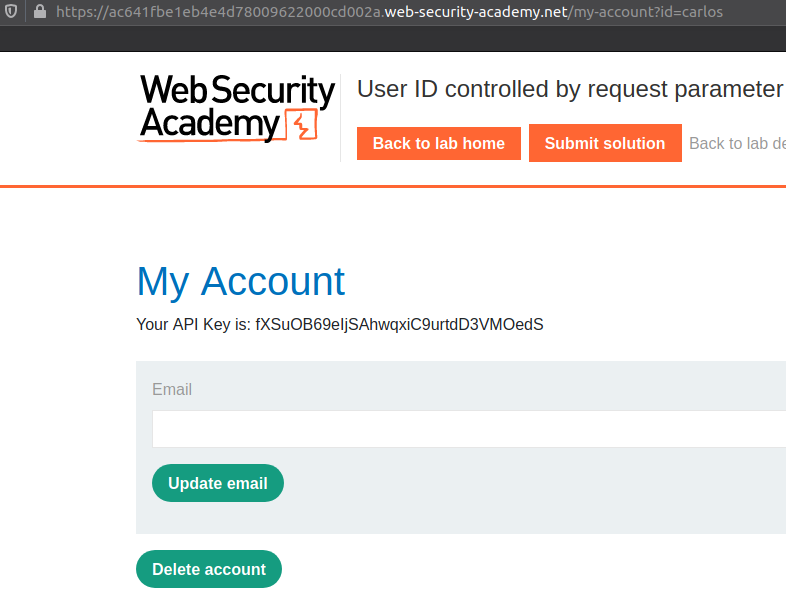 https://ac641fbe1eb4e4d78009622000cd002a.web-security-academy.net/my-account?id=carlos
Web Security
Academy
User ID controlled by request parameter
Back to lab home
Submit solution
Back to lab de
My Account
Your API Key is: fXSuOB69eIjSAhwqxiC9urtdD3VMOedS
Email
Update email
Delete account